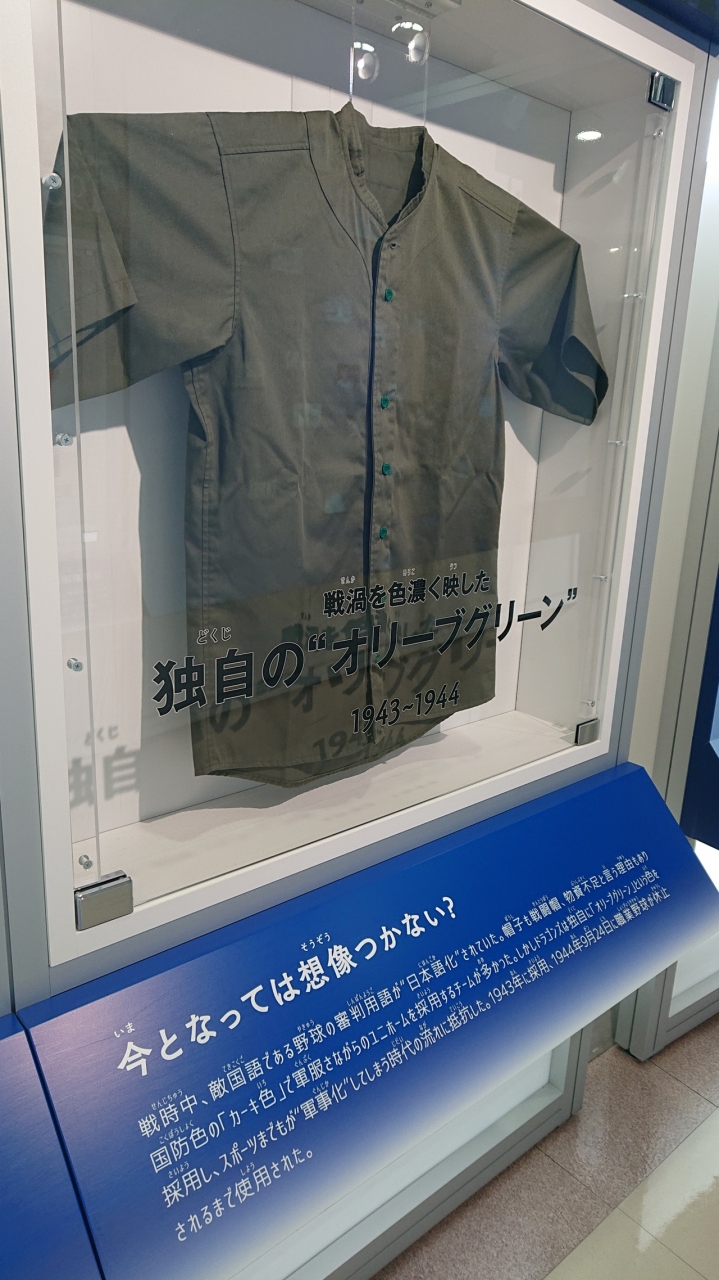 戦渦を色濃く映した
独自の“オリーブグリーン”
1943~1944
今となっては想像つかない?
戦時中、敵国語である野球の審判用語が“日本語化”されていた。帽子も戦闘帽、物資不足と言う理由もあり
国防色の「カーキ色」で軍服さながらのユニホームを採用するチームが多かった。しかしドラゴンズは独自に「オリーブグリーン」という色を
採用し、スポーツまでもが“軍事化”してしまう時代の流れに抵抗した。1943年に採用、1944年9月24日に職業野球が休止
されるまで使用された。